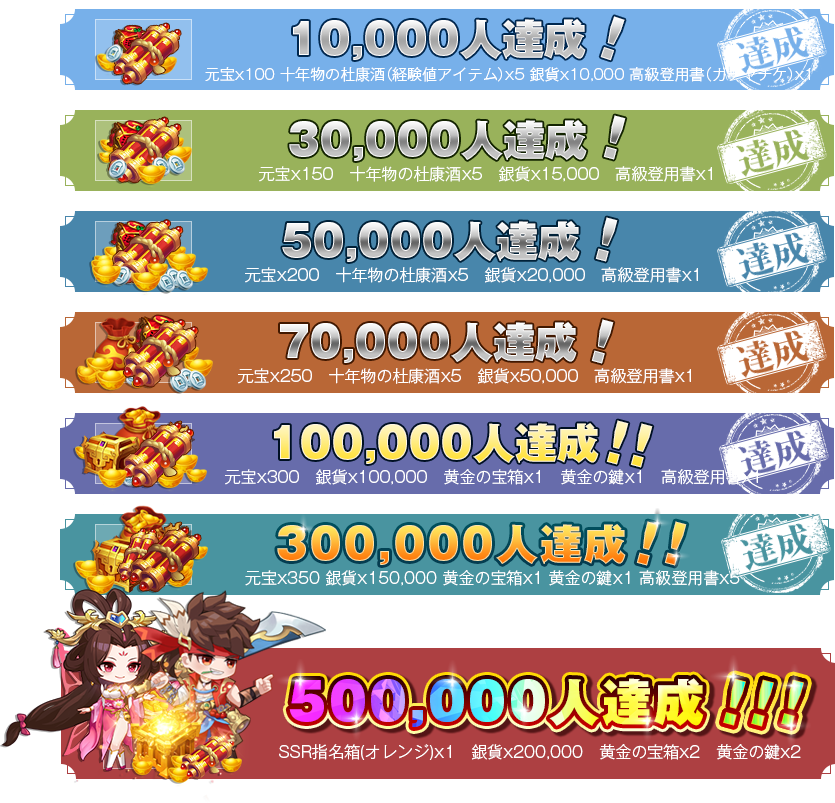 10,000人達成!
達成
元宝x100 十年物の杜康酒(経験値アイテム)x5 銀貨x10,000 高級登用書(ガチャチケ)x1
30,000人達成!
達成
元宝x150 十年物の杜康酒x5 銀貨x15,000 高級登用書x1
50,000人達成!
達成
元宝x200 十年物の杜康酒x5 銀貨x20,000 高級登用書x1
70,000人達成!
達成
元宝x250 十年物の杜康酒x5 銀貨x50,000 高級登用書x1
100,000人達成!!
達成
元宝x300 銀貨x100,000 黄金の宝箱x1 黄金の鍵x1 高級登用書x1
300,000人達成!!
達成
元宝x350 銀貨x150,000 黄金の宝箱x1 黄金の鍵x1 高級登用書x5
500,000人達成!!!
SSR指名箱(オレンジ)x1 銀貨x200,000 黄金の宝箱x2 黄金の鍵x2